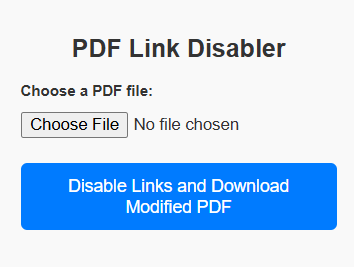 PDF Link Disabler
Choose a PDF file:
Choose File No file chosen
Disable Links and Download
Modified PDF